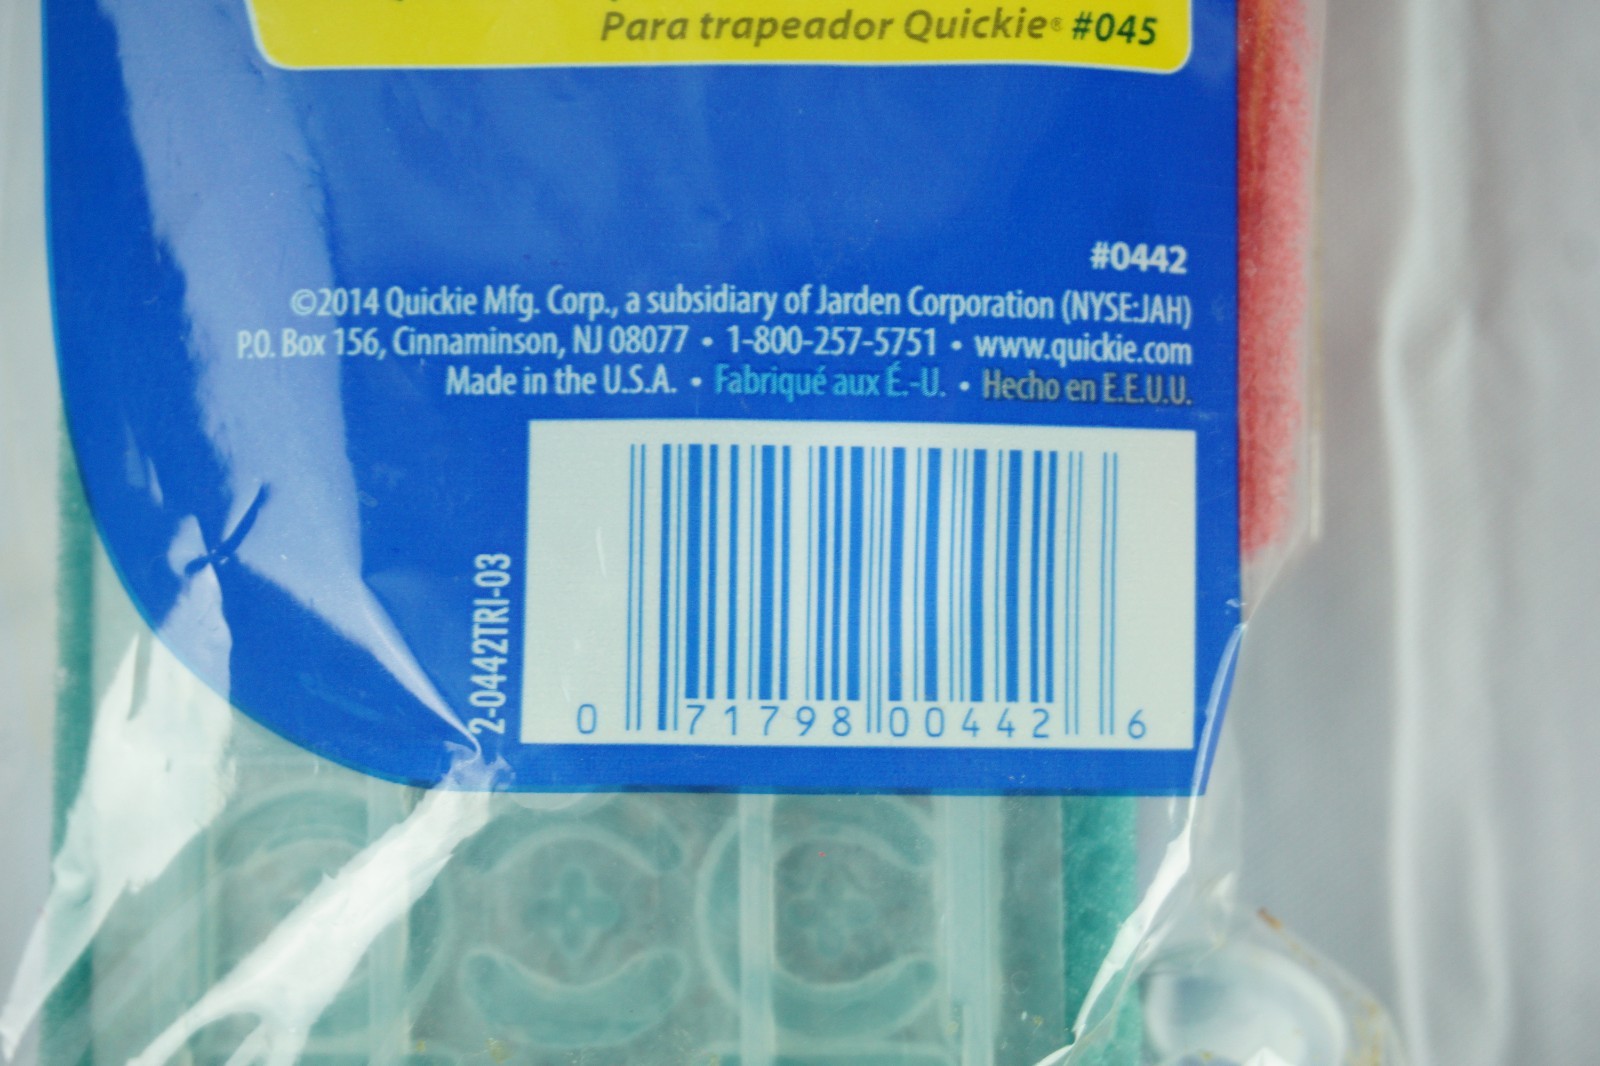 Para trapeador Quickie® #045
#0442
©2014 Quickie Mfg. Corp., a subsidiary of Jarden Corporation (NYSE:JAH)
P.O. Box 156, Cinnaminson, NJ 08077 • 1-800-257-5751 • www.quickie.com
Made in the U.S.A. • Fabriqué aux É.-U. • Hecho en E.E.U.U.
2-0442TRI-03
0 71798 00442 6